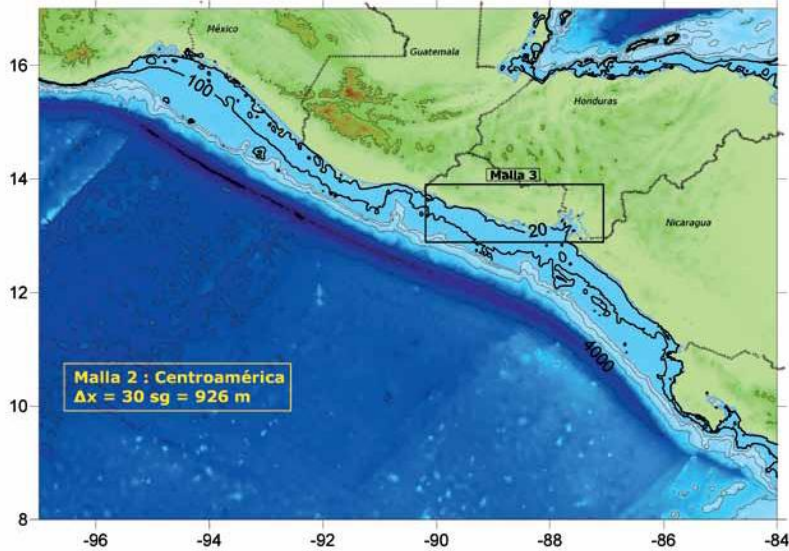 16
14
12
10
8
-96
-94
-92
-90
-88
-86
-84
México
Guatemala
Honduras
Nicaragua
100
Malla 3
20
4000
Malla 2 : Centroamérica
Δx = 30 sg = 926 m